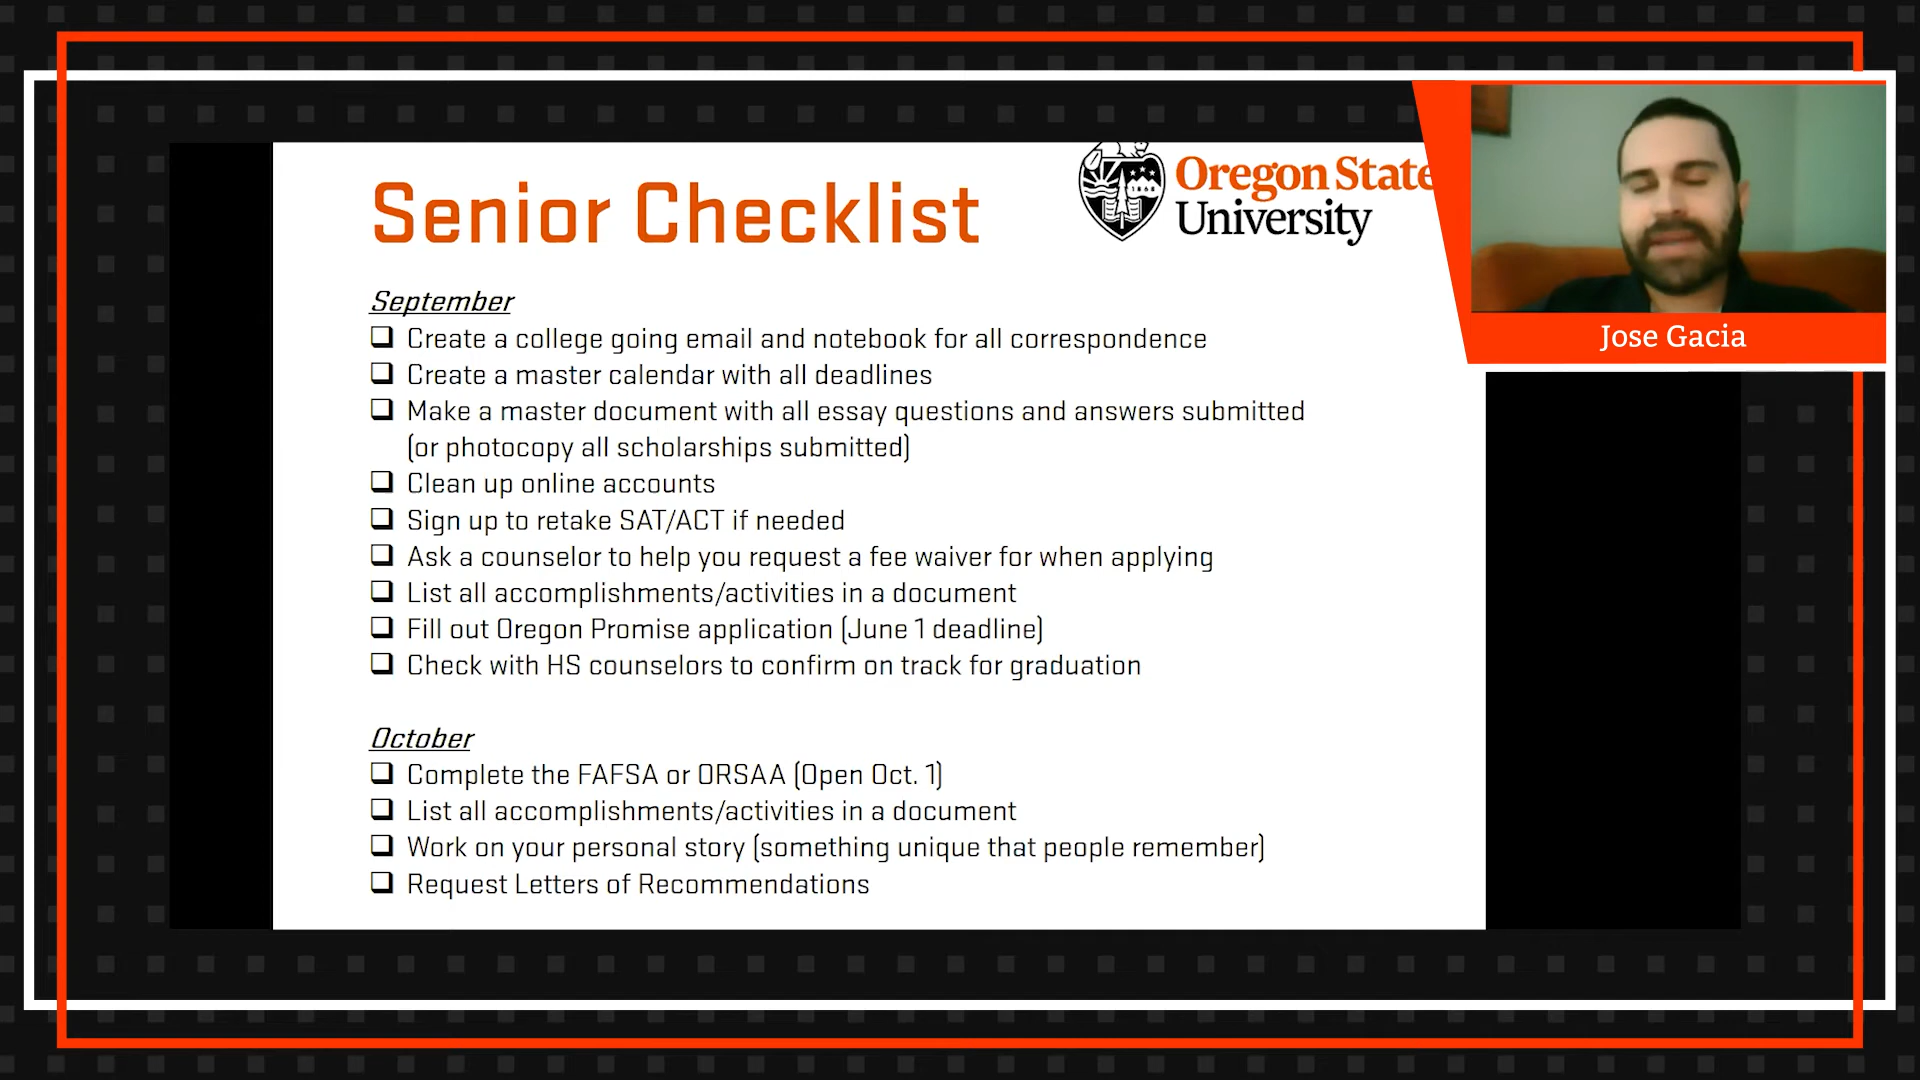 Senior Checklist
1868
Oregon State
University
September
Create a college going email and notebook for all correspondence
Create a master calendar with all deadlines
Make a master document with all essay questions and answers submitted
(or photocopy all scholarships submitted)
Clean up online accounts
Sign up to retake SAT/ACT if needed
Ask a counselor to help you request a fee waiver for when applying
List all accomplishments/activities in a document
Fill out Oregon Promise application (June 1 deadline)
Check with HS counselors to confirm on track for graduation
October
Complete the FAFSA or ORSAA (Open Oct. 1)
List all accomplishments/activities in a document
Work on your personal story (something unique that people remember)
Request Letters of Recommendations
Jose Gacia